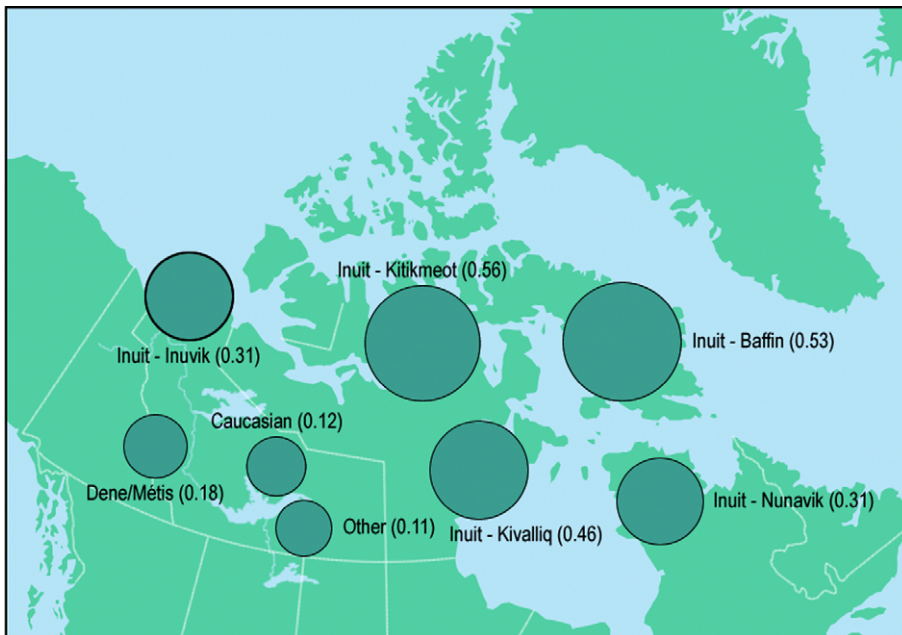 Inuit - Kitikmeot (0.56)
Inuit - Baffin (0.53)
Inuit - Inuvik (0.31)
Caucasian (0.12)
Dene/Métis (0.18)
Inuit - Nunavik (0.31)
Other (0.11)
Inuit - Kivalliq (0.46)